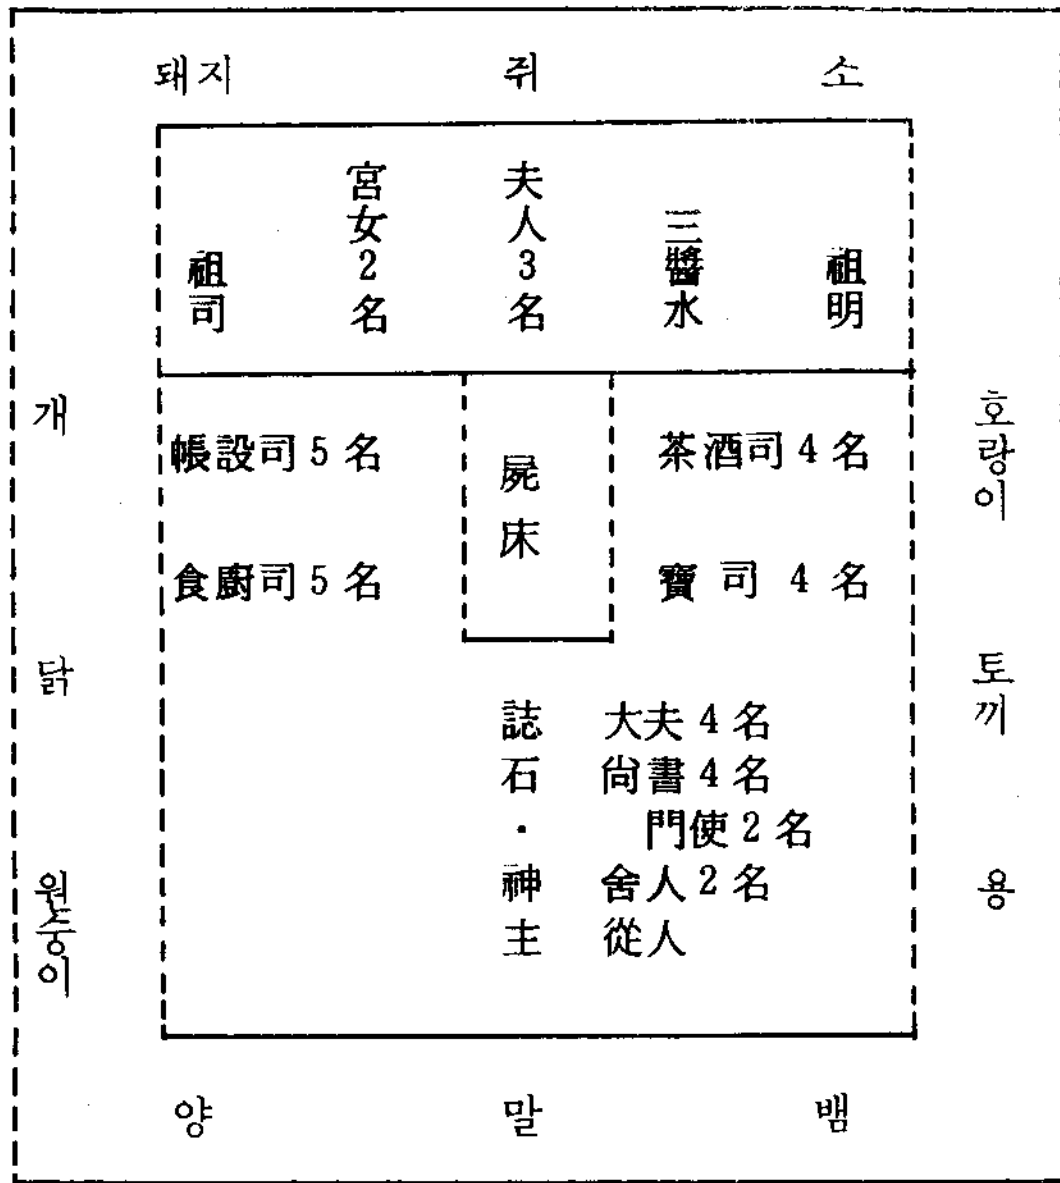 돼지 쥐 소
祖司
宮女2名
夫人3名
三醬水
祖明
개
호랑이
帳設司 5 名
屍床
茶酒司 4 名
食廚司 5 名
寶司 4 名
닭
토끼
誌石・神主
大夫 4 名
尙書 4 名
門使 2 名
舍人 2 名
從人
원숭이
용
양 말 뱀